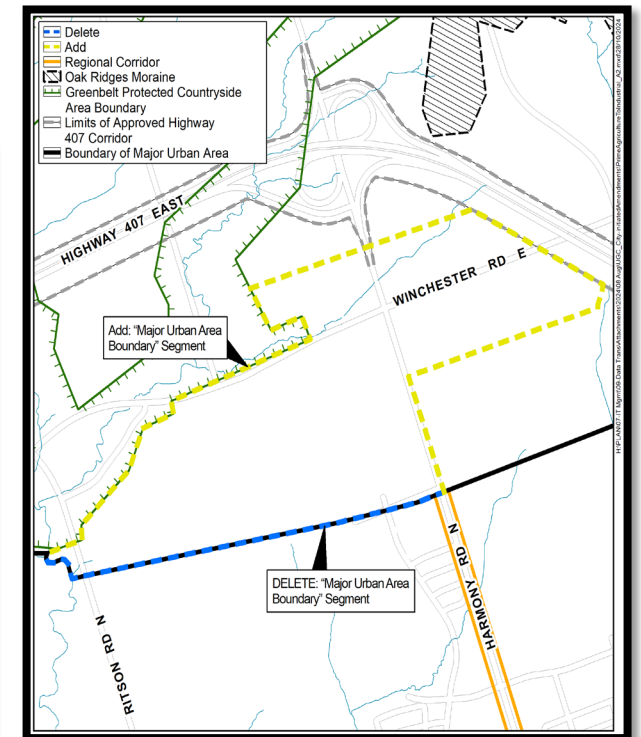 Delete
Add
Regional Corridor
Oak Ridges Moraine
Greenbelt Protected Countryside
Area Boundary
Limits of Approved Highway
407 Corridor
Boundary of Major Urban Area
HIGHWAY 407 EAST
WINCHESTER RD E
Add: "Major Urban Area
Boundary" Segment
DELETE: "Major Urban Area
Boundary" Segment
HARMONY RD N
RITSON RD N